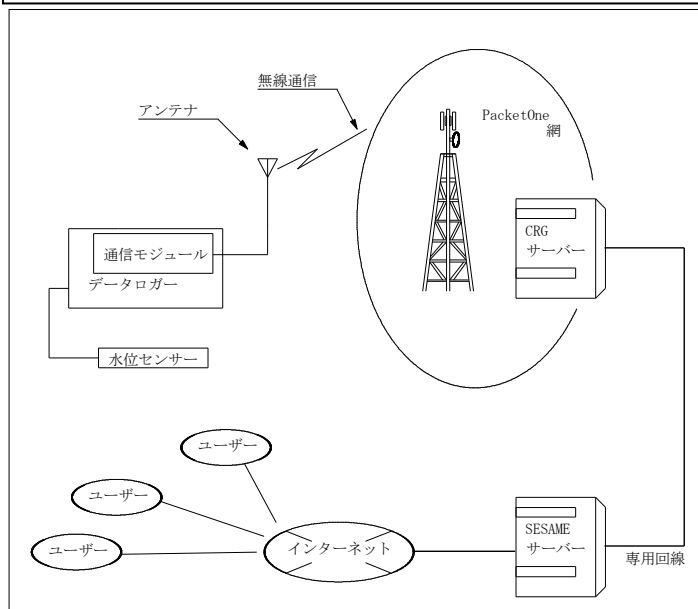 無線通信
アンテナ
PacketOne
網
CRG
サーバー
通信モジュール
データロガー
水位センサー
ユーザー
ユーザー
ユーザー
インターネット
SESAME
サーバー
専用回線